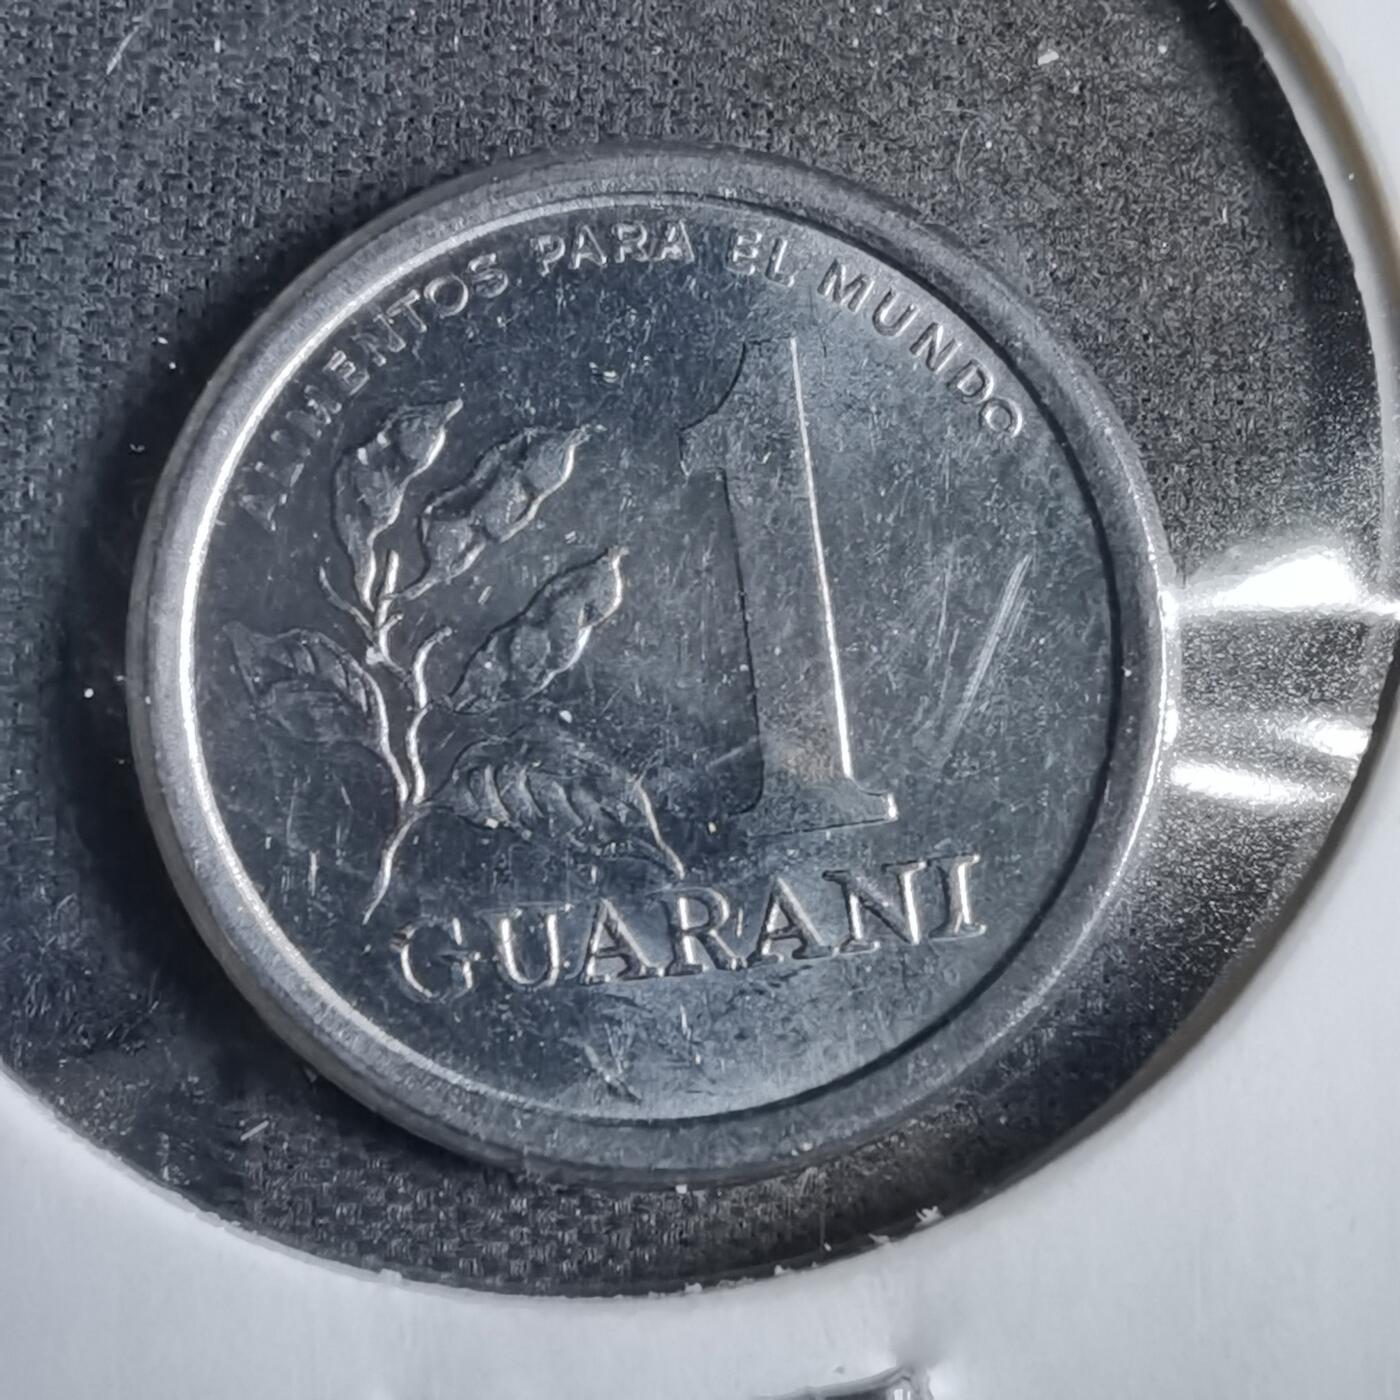 ALIMENTOS PARA EL MUNDO
1
GUARANI